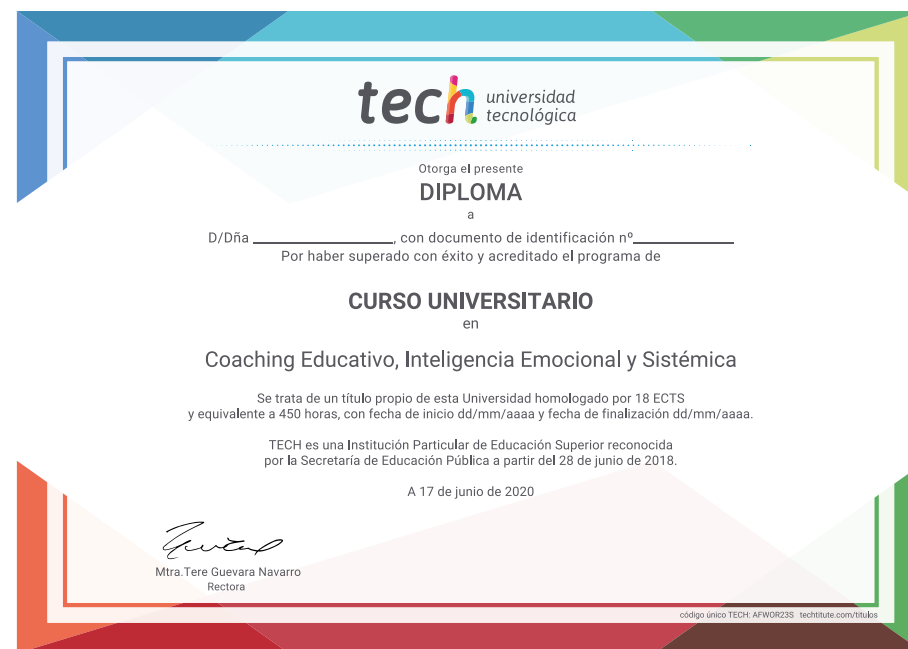 tech universidad
tecnológica
Otorga el presente
DIPLOMA
a
D/Dña ____________________, con documento de identificación nº______________
Por haber superado con éxito y acreditado el programa de
CURSO UNIVERSITARIO
en
Coaching Educativo, Inteligencia Emocional y Sistémica
Se trata de un título propio de esta Universidad homologado por 18 ECTS
y equivalente a 450 horas, con fecha de inicio dd/mm/aaaa y fecha de finalización dd/mm/aaaa.
TECH es una Institución Particular de Educación Superior reconocida
por la Secretaría de Educación Pública a partir del 28 de junio de 2018.
A 17 de junio de 2020
Mtra.Tere Guevara Navarro
Rectora
código único TECH: AFWOR23S techtitute.com/titulos